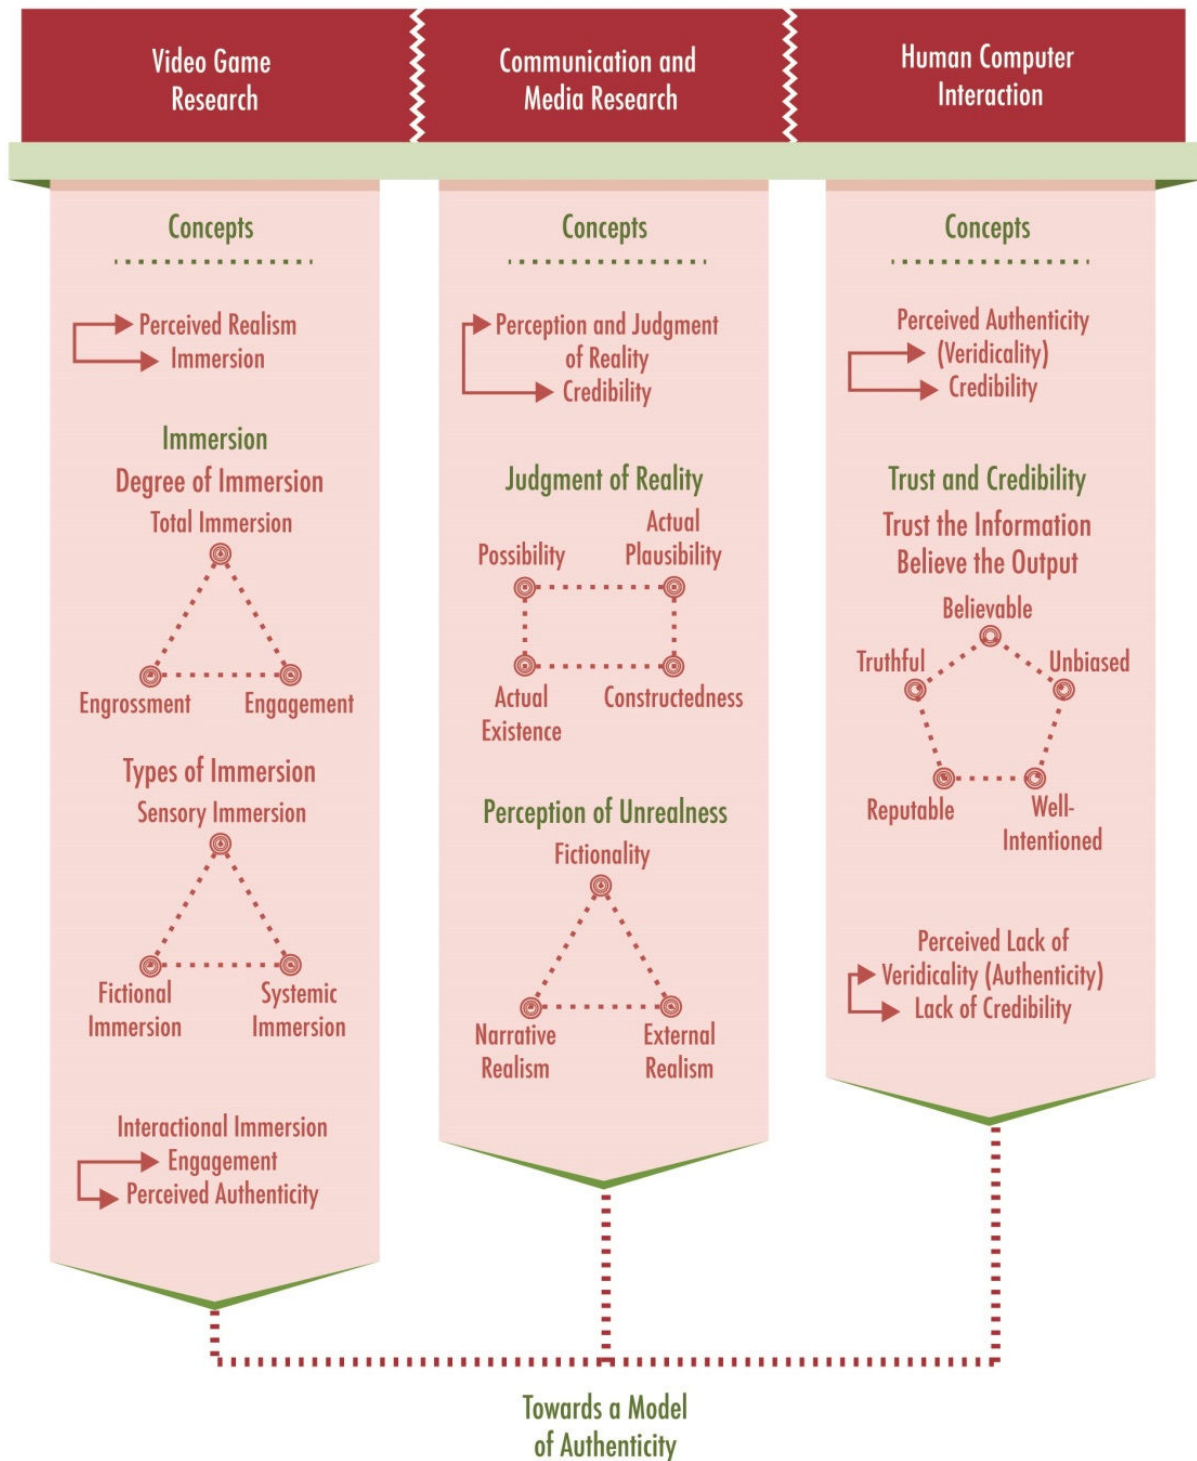 Video Game
Research
Communication and
Media Research
Human Computer
Interaction
Concepts
Perceived Realism
Immersion
Immersion
Degree of Immersion
Total Immersion
Engrossment
Engagement
Types of Immersion
Sensory Immersion
Fictional
Immersion
Systemic
Immersion
Interactional Immersion
Engagement
Perceived Authenticity
Concepts
Perception and Judgment
of Reality
Credibility
Judgment of Reality
Possibility
Actual
Plausibility
Actual
Existence
Constructedness
Perception of Unrealness
Fictionality
Narrative
Realism
External
Realism
Concepts
Perceived Authenticity
(Veridicality)
Credibility
Trust and Credibility
Trust the Information
Believe the Output
Believable
Truthful
Unbiased
Reputable
Well-
Intentioned
Perceived Lack of
Veridicality (Authenticity)
Lack of Credibility
Towards a Model
of Authenticity